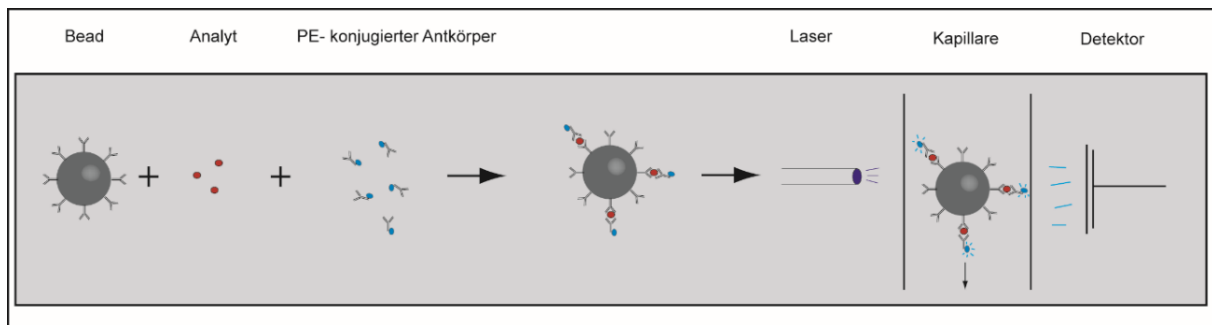 Bead
Analyt
PE- konjugierter Antkörper
Laser
Kapillare
Detektor